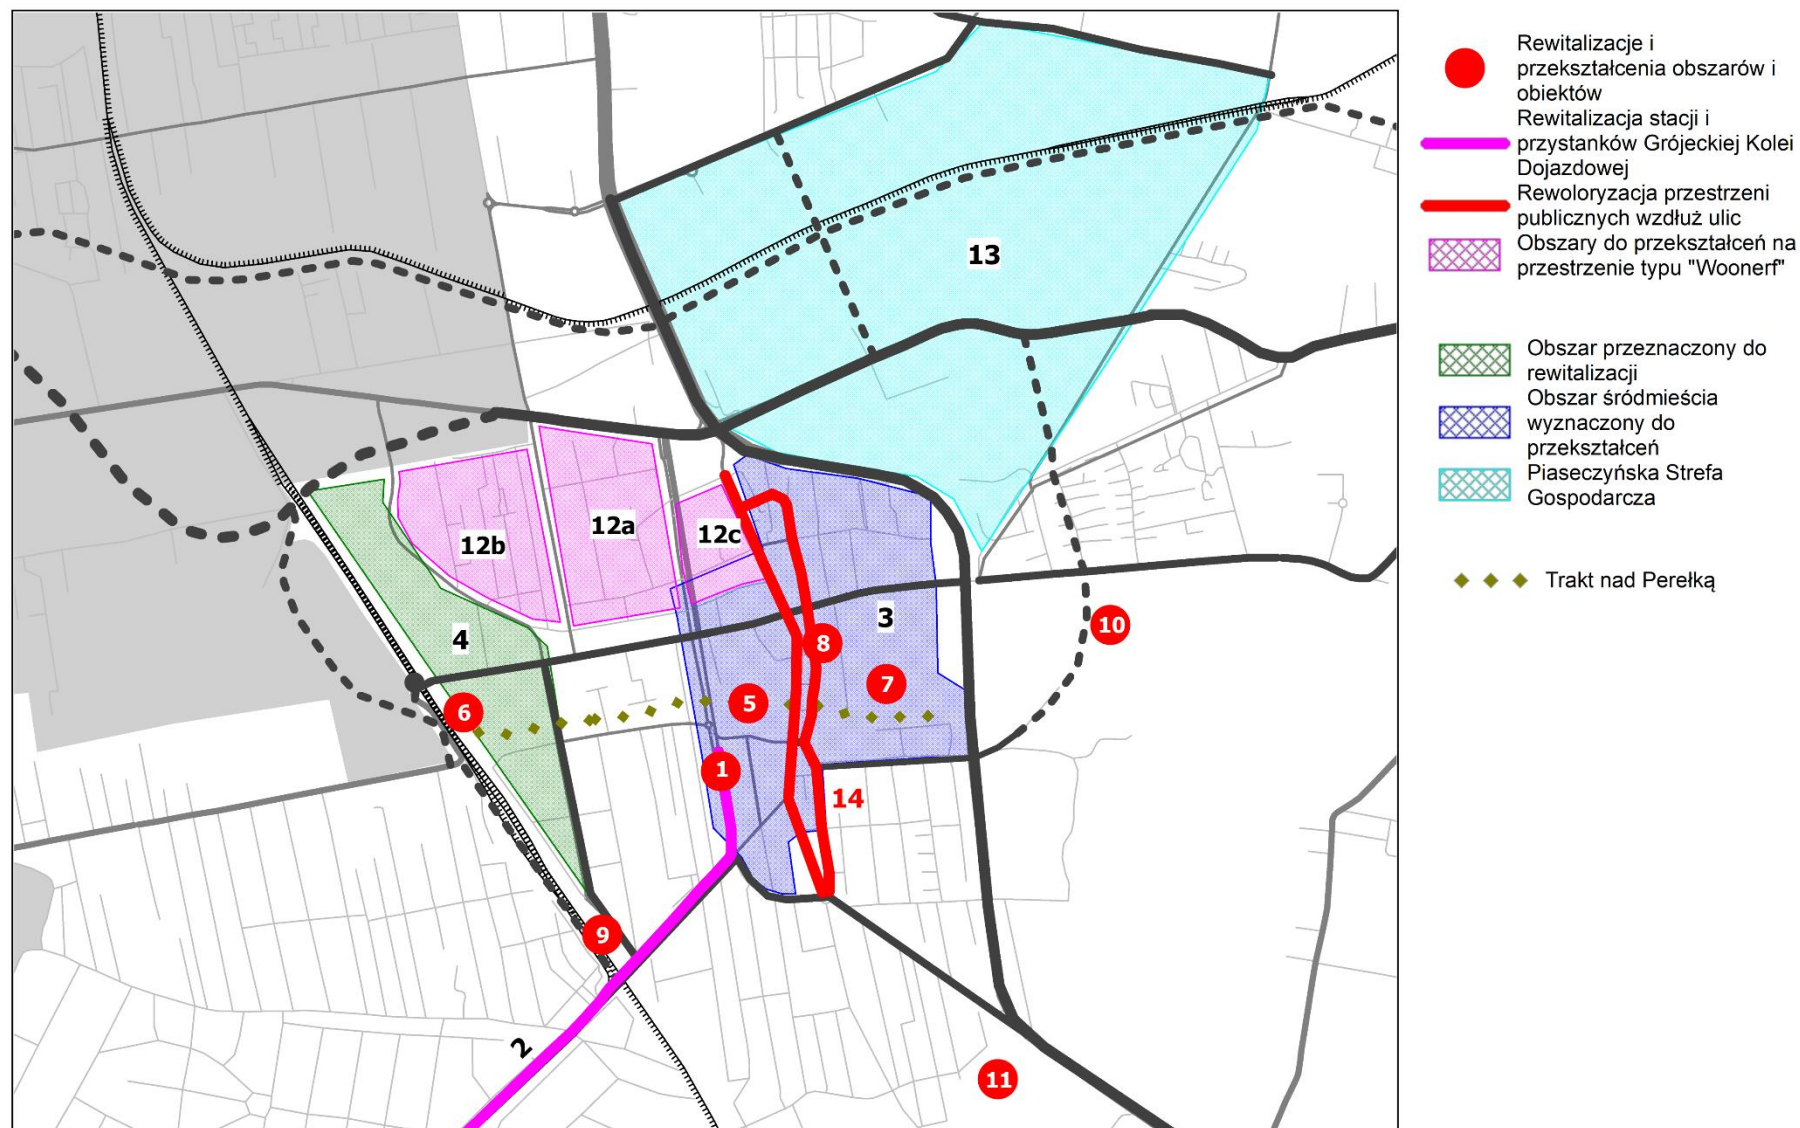 13
12b
12a
12c
4
3
8
10
7
6
5
1
14
9
2
11
Rewitalizacje i
przekształcenia obszarów i
obiektów
Rewitalizacja stacji i
przystanków Grójeckiej Kolei
Dojazdowej
Rewoloryzacja przestrzeni
publicznych wzdłuż ulic
Obszary do przekształceń na
przestrzenie typu "Woonerf"
Obszar przeznaczony do
rewitalizacji
Obszar śródmieścia
wyznaczony do
przekształceń
Piaseczyńska Strefa
Gospodarcza
Trakt nad Perełką